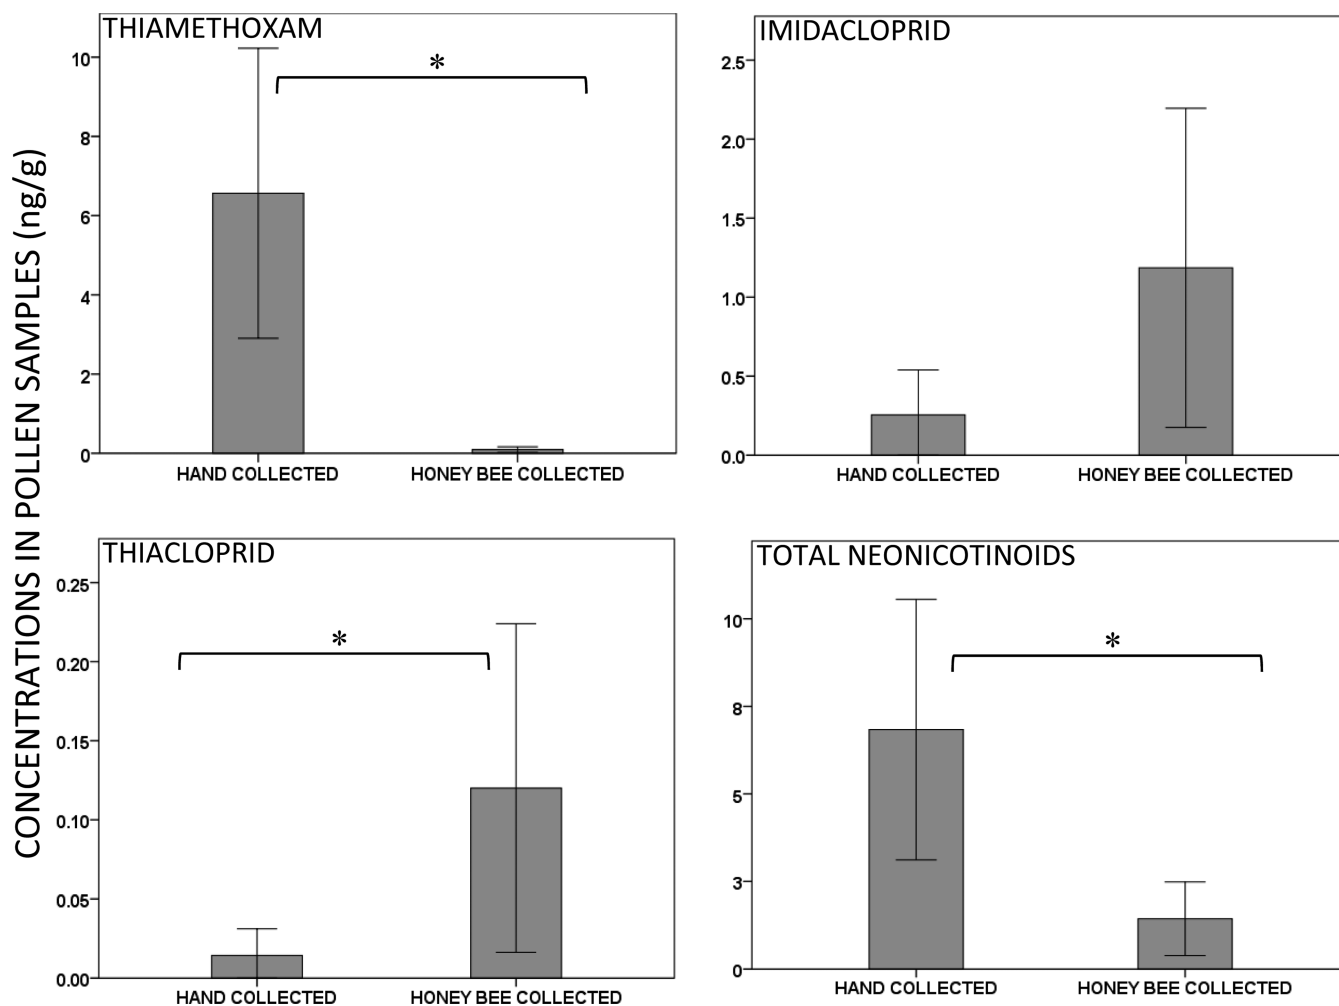 CONCENTRATIONS IN POLLEN SAMPLES (ng/g)
THIAMETHOXAM
*
10
8
6
4
2
0
HAND COLLECTED
HONEY BEE COLLECTED
IMIDACLOPRID
2.5
2.0
1.5
1.0
0.5
0.0
HAND COLLECTED
HONEY BEE COLLECTED
THIACLOPRID
*
0.25
0.20
0.15
0.10
0.05
0.00
HAND COLLECTED
HONEY BEE COLLECTED
TOTAL NEONICOTINOIDS
*
10
8
5
3
0
HAND COLLECTED
HONEY BEE COLLECTED